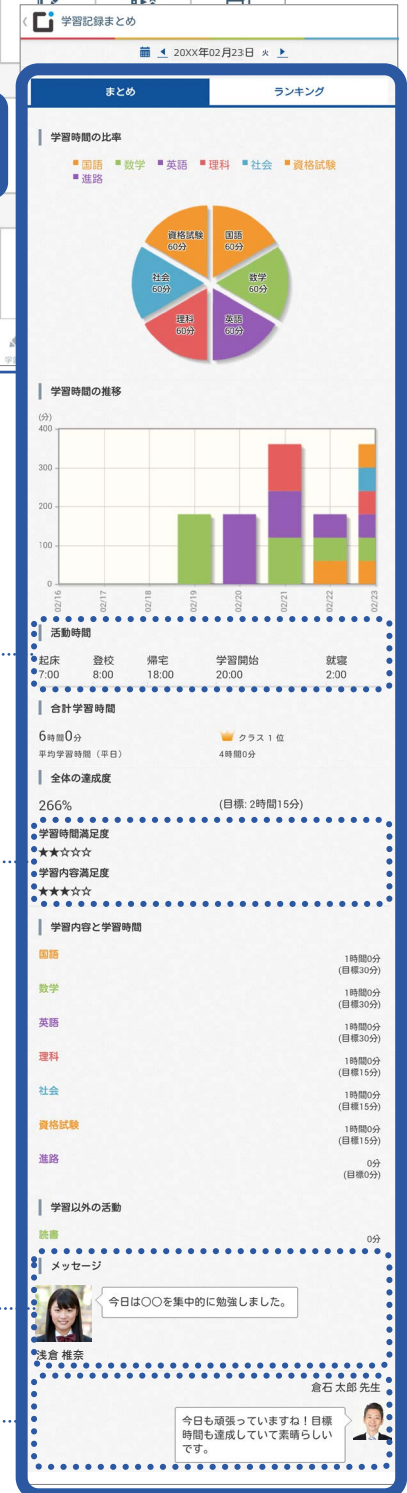 学習記録まとめ
20XX年02月23日 火
まとめ
ランキング
学習時間の比率
国語 数学 英語 理科 社会 資格試験
進路
資格試験
60分
国語
60分
社会
60分
数学
60分
理科
60分
英語
60分
学習時間の推移
(分)
400
300
200
100
0
02/16 02/17 02/18 02/19 02/20 02/21 02/22 02/23
活動時間
起床 登校 帰宅 学習開始 就寝
7:00 8:00 18:00 20:00 2:00
合計学習時間
6時間0分 クラス 1 位
平均学習時間（平日） 4時間0分
全体の達成度
266% (目標: 2時間15分)
学習時間満足度
★★☆☆☆
学習内容満足度
★★★☆☆
学習内容と学習時間
国語
1時間0分
(目標30分)
数学
1時間0分
(目標30分)
英語
1時間0分
(目標30分)
理科
1時間0分
(目標15分)
社会
1時間0分
(目標15分)
資格試験
1時間0分
(目標15分)
進路
0分
(目標0分)
学習以外の活動
読書
0分
メッセージ
今日は○○を集中的に勉強しました。
浅倉 椎奈
倉石 太郎 先生
今日も頑張っていますね！目標
時間も達成していて素晴らしい
です。